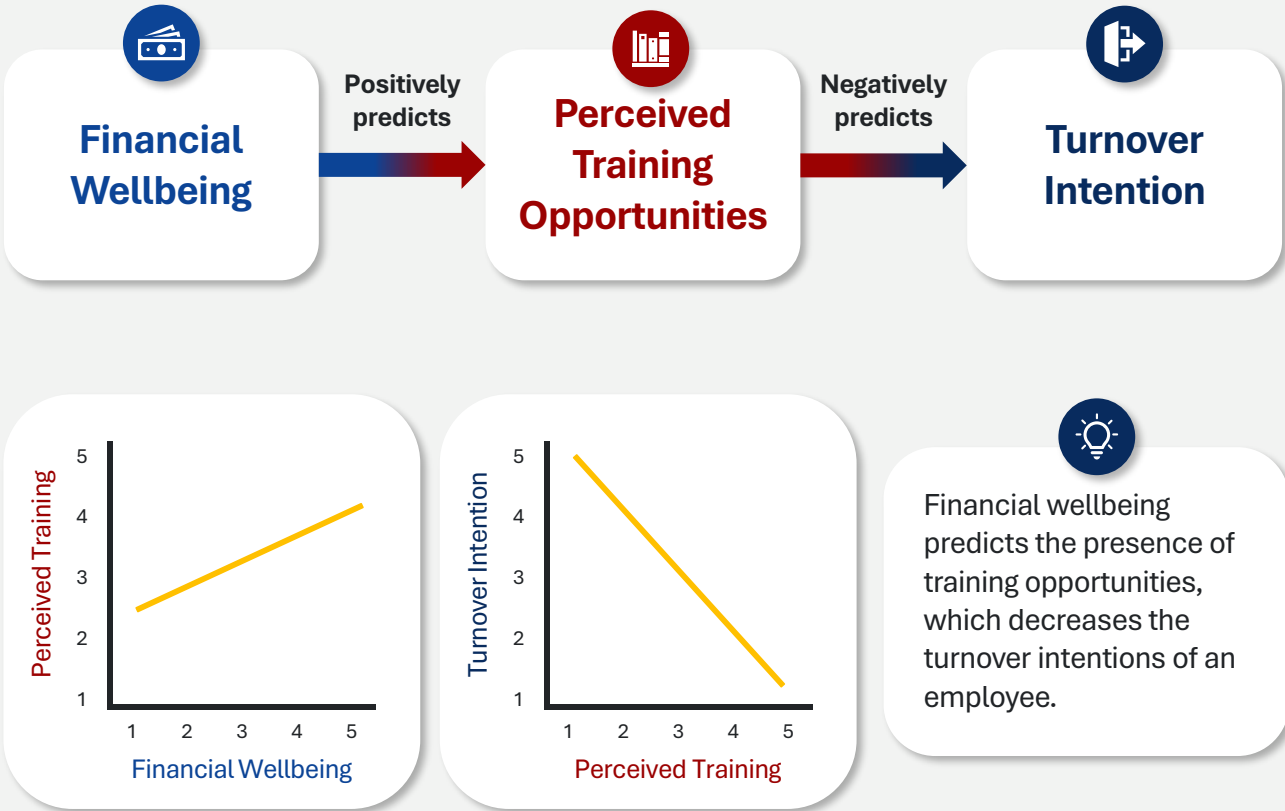 Financial
Wellbeing
Positively
predicts
Perceived
Training
Opportunities
Negatively
predicts
Turnover
Intention
Perceived Training
5
4
3
2
1
1 2 3 4 5
Financial Wellbeing
Turnover Intention
5
4
3
2
1
1 2 3 4 5
Perceived Training
Financial wellbeing
predicts the presence of
training opportunities,
which decreases the
turnover intentions of an
employee.